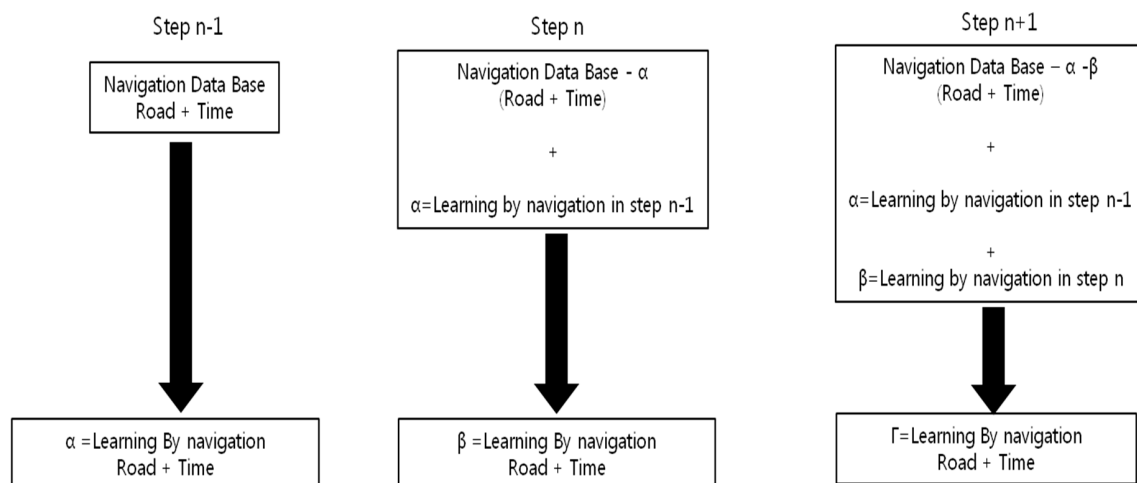 Step n-1
Navigation Data Base
Road + Time
α =Learning By navigation
Road + Time
Step n
Navigation Data Base - α
(Road + Time)
+
α=Learning by navigation in step n-1
β =Learning By navigation
Road + Time
Step n+1
Navigation Data Base – α -β
(Road + Time)
+
α=Learning by navigation in step n-1
+
β=Learning by navigation in step n
Γ=Learning By navigation
Road + Time